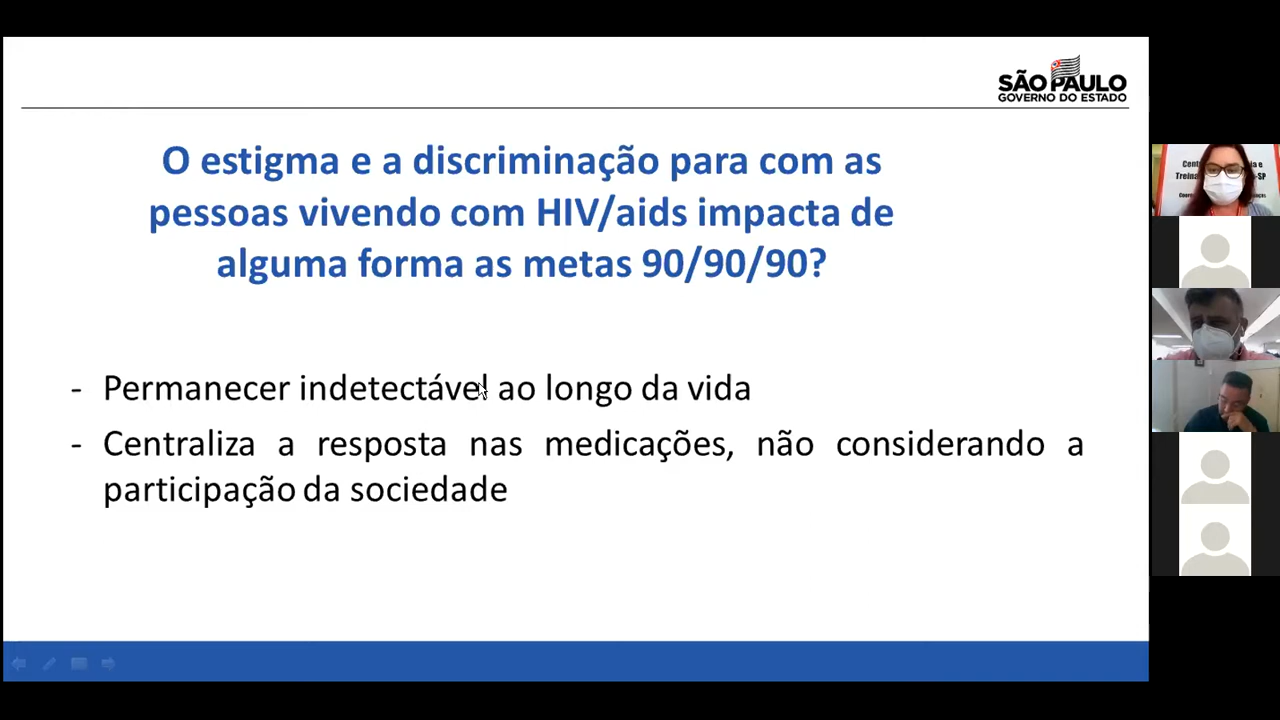 SÃO PAULO
GOVERNO DO ESTADO
O estigma e a discriminação para com as
pessoas vivendo com HIV/aids impacta de
alguma forma as metas 90/90/90?
- Permanecer indetectável ao longo da vida
- Centraliza a resposta nas medicações, não considerando a
participação da sociedade